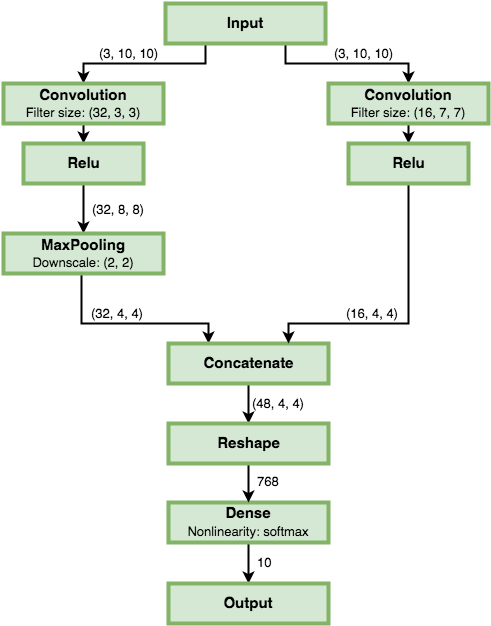 Input
(3, 10, 10)
(3, 10, 10)
Convolution
Filter size: (32, 3, 3)
Convolution
Filter size: (16, 7, 7)
Relu
Relu
(32, 8, 8)
MaxPooling
Downscale: (2, 2)
(32, 4, 4)
(16, 4, 4)
Concatenate
(48, 4, 4)
Reshape
768
Dense
Nonlinearity: softmax
10
Output